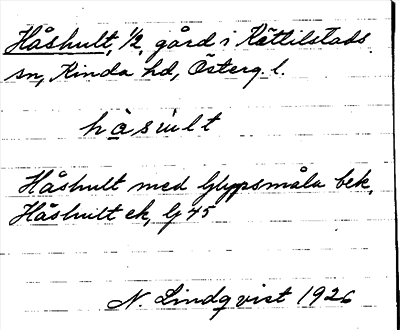 Håshult, 1/2, gård i Kättilstads
sn, Kinda hd, Österg. l.
håsult
Håshult med Glypsmåla bek.
Håshult ek, G 45
N. Lindqvist 1926